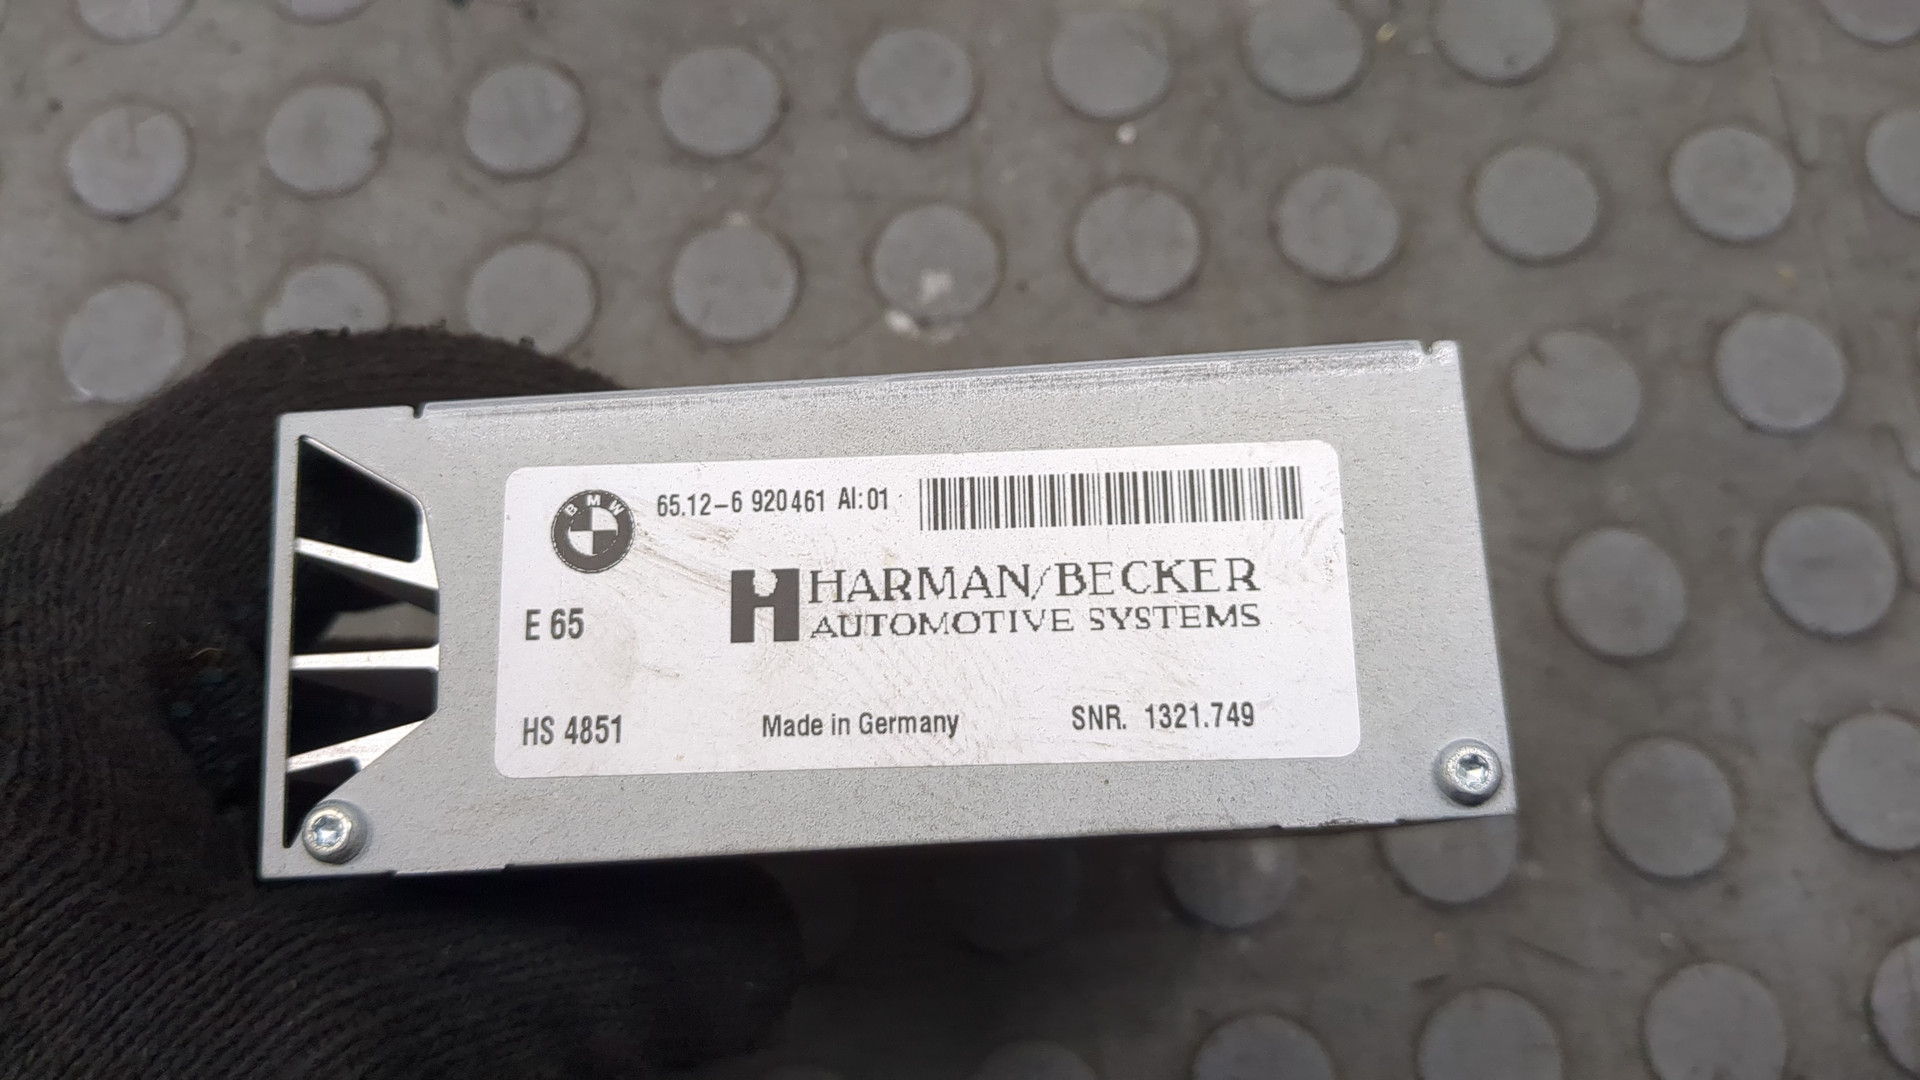 BMW
65.12-6 920461 AI:01
HARMAN/BECKER
AUTOMOTIVE SYSTEMS
E 65
HS 4851
Made in Germany
SNR. 1321.749